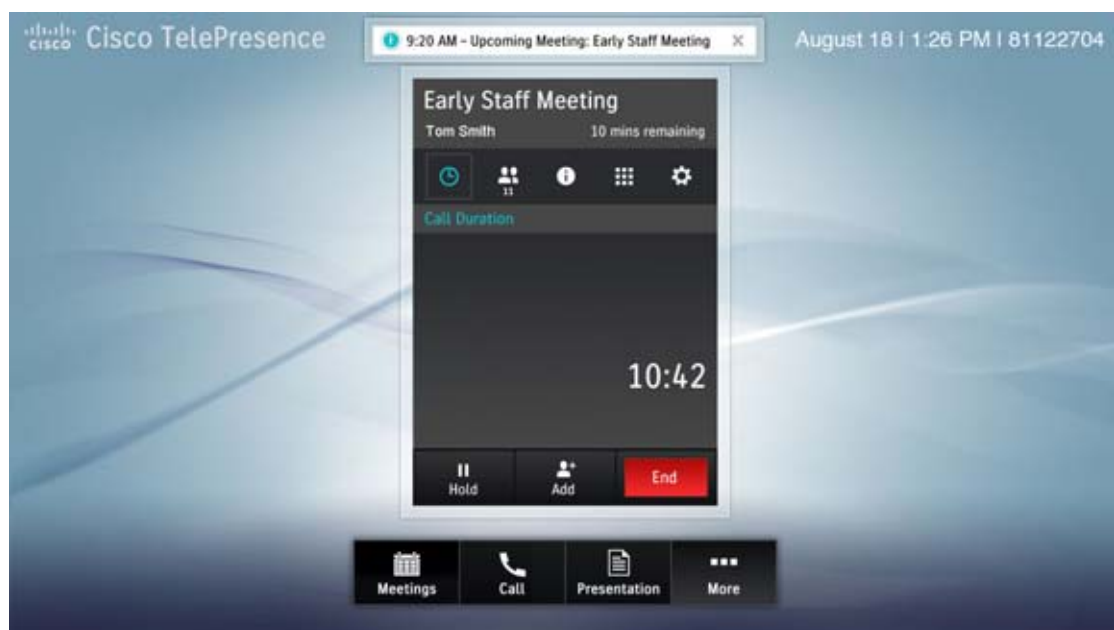 cisco Cisco TelePresence
9:20 AM – Upcoming Meeting: Early Staff Meeting
August 18 | 1:26 PM | 81122704
Early Staff Meeting
Tom Smith 10 mins remaining
11
Call Duration
10:42
Hold Add End
Meetings Call Presentation More